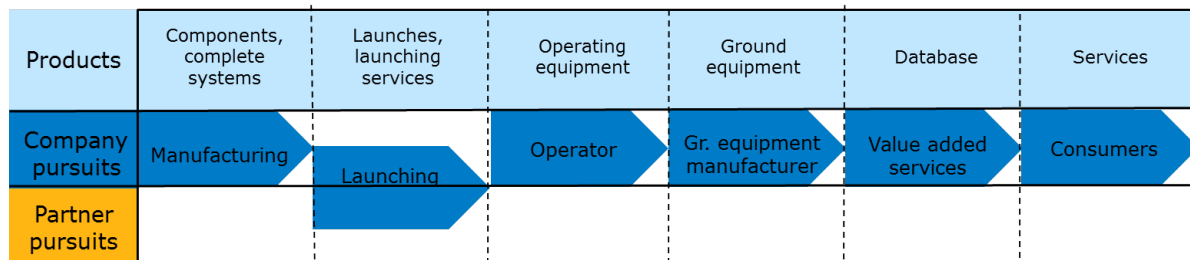 Products
Components,
complete
systems
Launches,
launching
services
Operating
equipment
Ground
equipment
Database
Services
Company
pursuits
Manufacturing
Launching
Operator
Gr. equipment
manufacturer
Value added
services
Consumers
Partner
pursuits